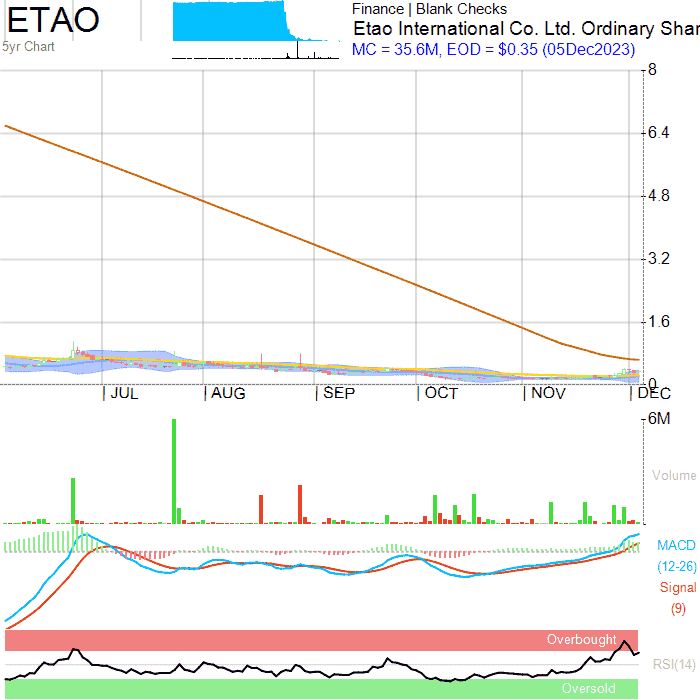 ETAO
5yr Chart
Finance | Blank Checks
Etao International Co. Ltd. Ordinary Shar
MC = 35.6M, EOD = $0.35 (05Dec2023)
8
6.4
4.8
3.2
1.6
0
JUL AUG SEP OCT NOV DEC
6M
Volume
MACD
(12-26)
Signal
(9)
Overbought
RSI(14)
Oversold